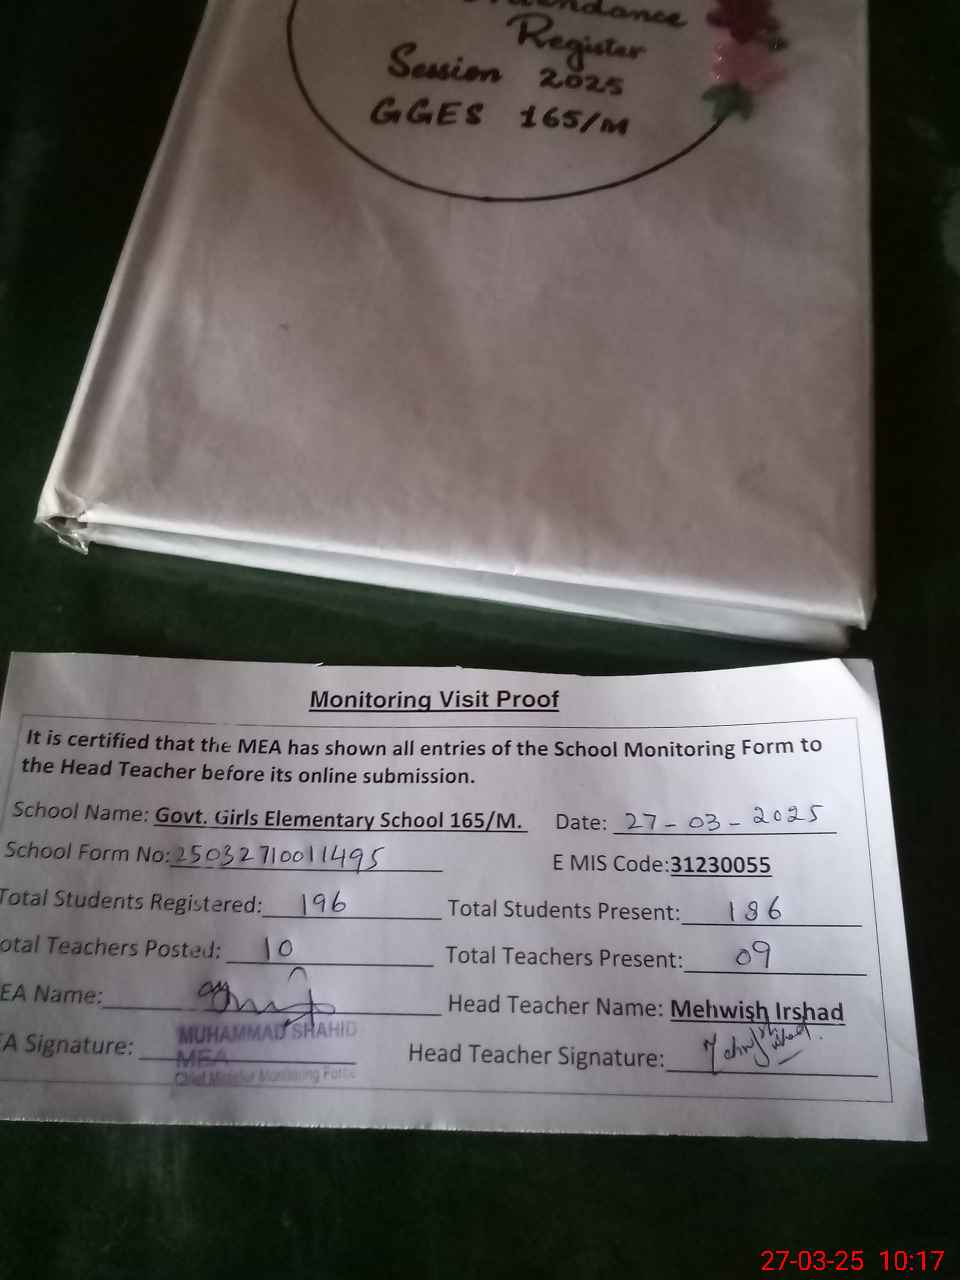 Register
Session 2025
GGES 165/M
Monitoring Visit Proof
It is certified that the MEA has shown all entries of the School Monitoring Form to
the Head Teacher before its online submission.
School Name: Govt. Girls Elementary School 165/M. Date: 27-03-2025
School Form No: 25032710011495 E MIS Code:31230055
Total Students Registered: 196 Total Students Present: 186
otal Teachers Posted: 10 Total Teachers Present: 09
EA Name: Head Teacher Name: Mehwish Irshad
MUHAMMAD SHAHID
A Signature: MEA Head Teacher Signature: Mehwish Irshad
Chief Minister Monitoring Force
27-03-25 10:17